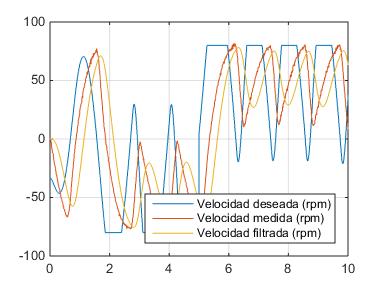 100
50
0
-50
-100
Velocidad deseada (rpm)
Velocidad medida (rpm)
Velocidad filtrada (rpm)
0 2 4 6 8 10